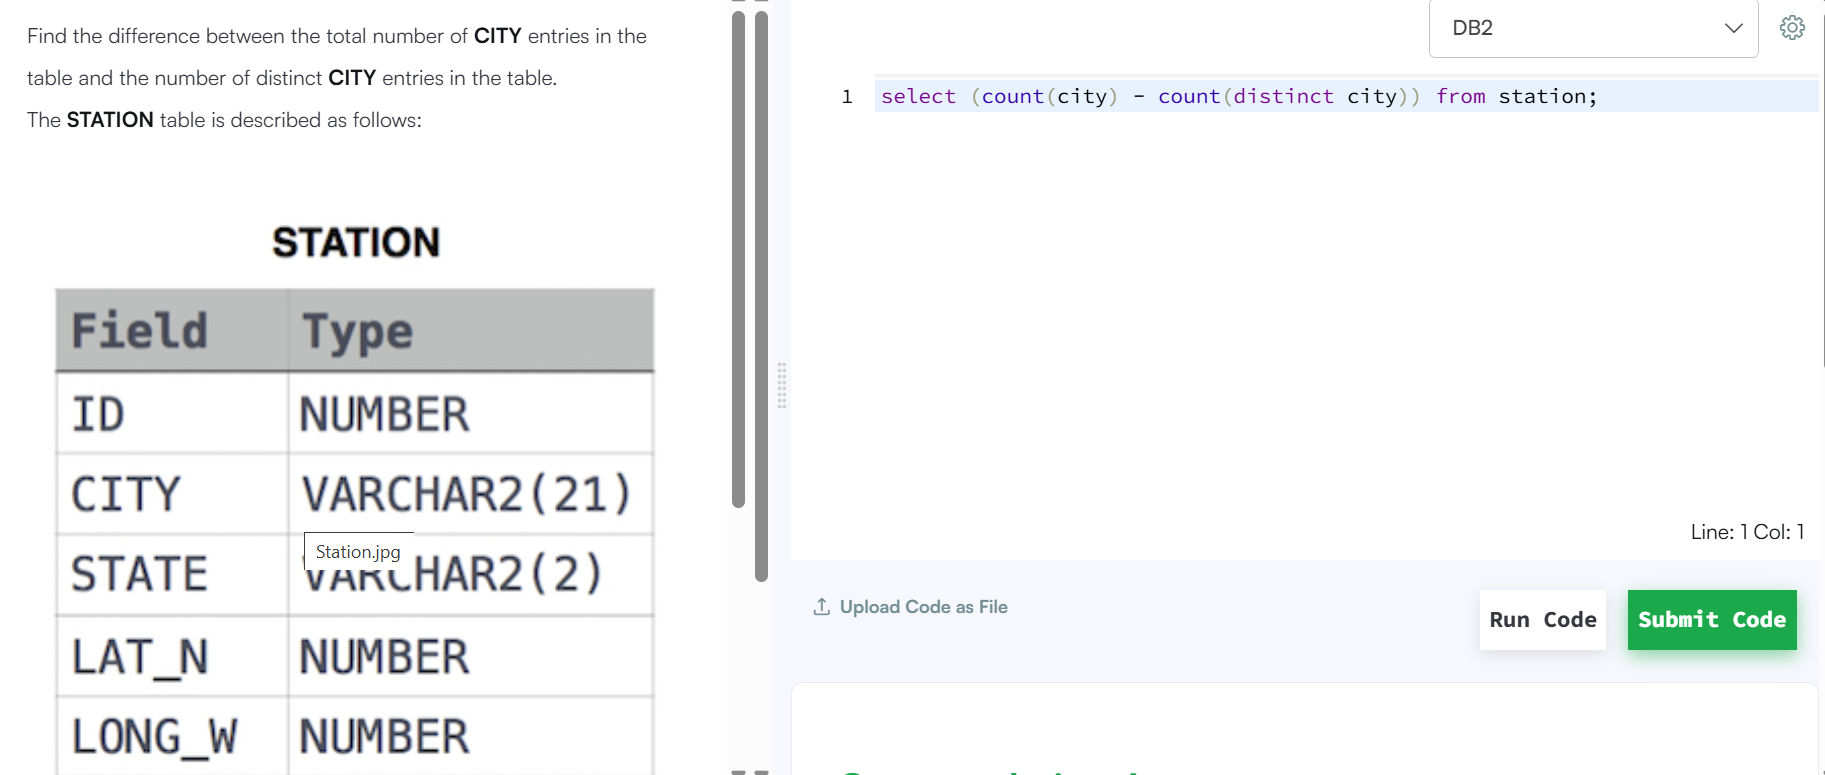 Find the difference between the total number of CITY entries in the
table and the number of distinct CITY entries in the table.
The STATION table is described as follows:
STATION
Field Type
ID NUMBER
CITY VARCHAR2(21)
STATE VARCHAR2(2)
Station.jpg
LAT_N NUMBER
LONG_W NUMBER
DB2
1 select (count(city) - count(distinct city)) from station;
Line: 1 Col: 1
Upload Code as File
Run Code
Submit Code